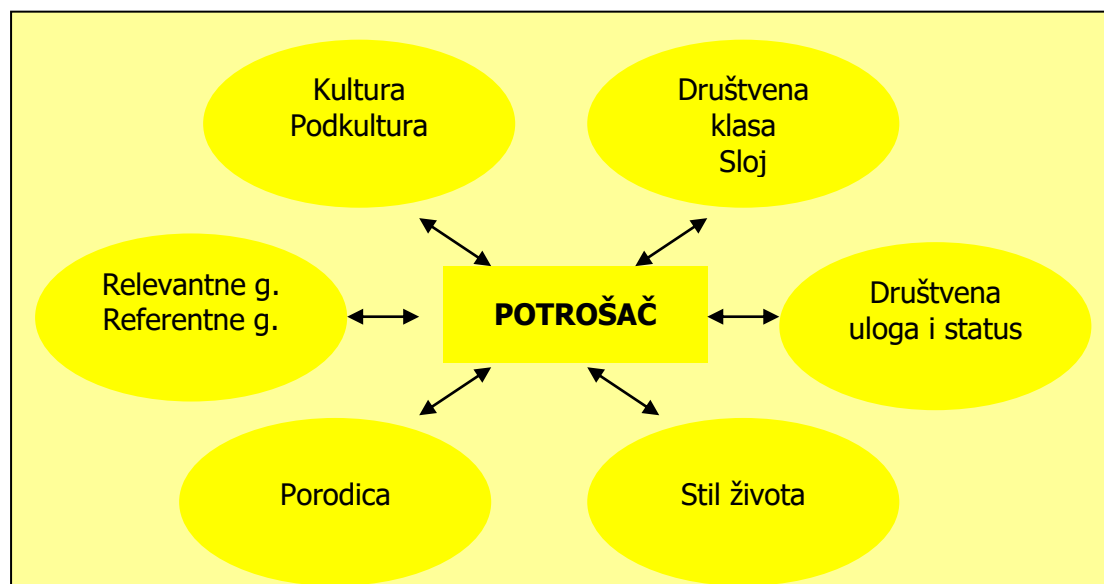 Kultura
Podkultura
Društvena
klasa
Sloj
Relevantne g.
Referentne g.
POTROŠAČ
Društvena
uloga i status
Porodica
Stil života